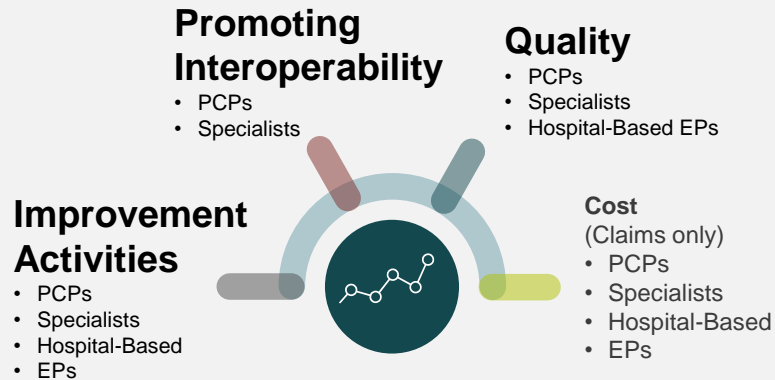 Promoting
Interoperability
• PCPs
• Specialists
Quality
• PCPs
• Specialists
• Hospital-Based EPs
Improvement
Activities
• PCPs
• Specialists
• Hospital-Based
• EPs
Cost
(Claims only)
• PCPs
• Specialists
• Hospital-Based
• EPs